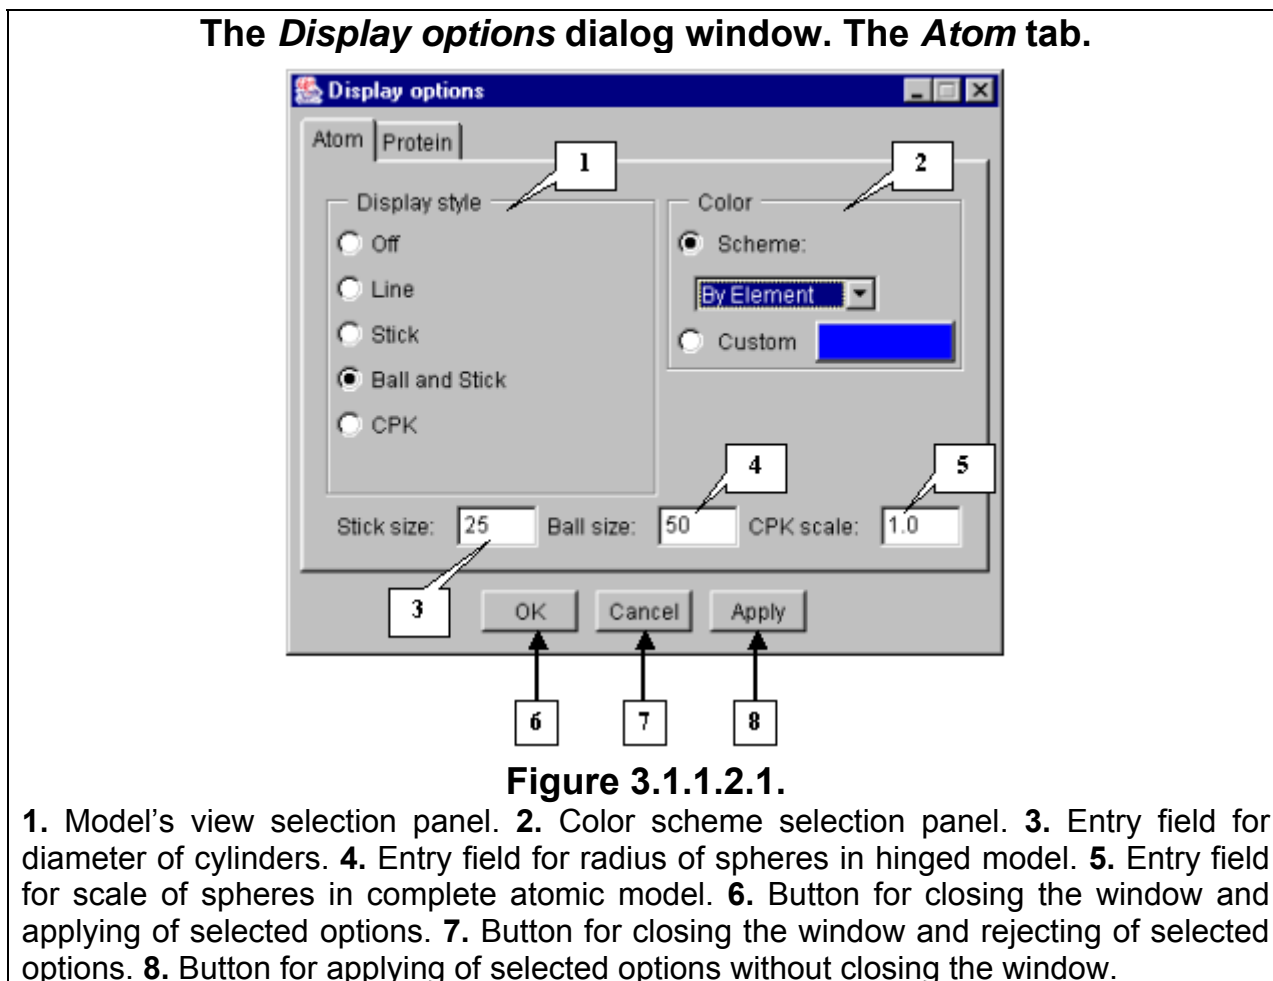 The Display options dialog window. The Atom tab.
Display options
Atom Protein
1
2
Display style
Color
Off
Scheme:
Line
By Element
Stick
Custom
Ball and Stick
CPK
4
5
Stick size: 25 Ball size: 50 CPK scale: 1.0
3
OK Cancel Apply
6 7 8
Figure 3.1.1.2.1.
1. Model’s view selection panel. 2. Color scheme selection panel. 3. Entry field for
diameter of cylinders. 4. Entry field for radius of spheres in hinged model. 5. Entry field
for scale of spheres in complete atomic model. 6. Button for closing the window and
applying of selected options. 7. Button for closing the window and rejecting of selected
options. 8. Button for applying of selected options without closing the window.